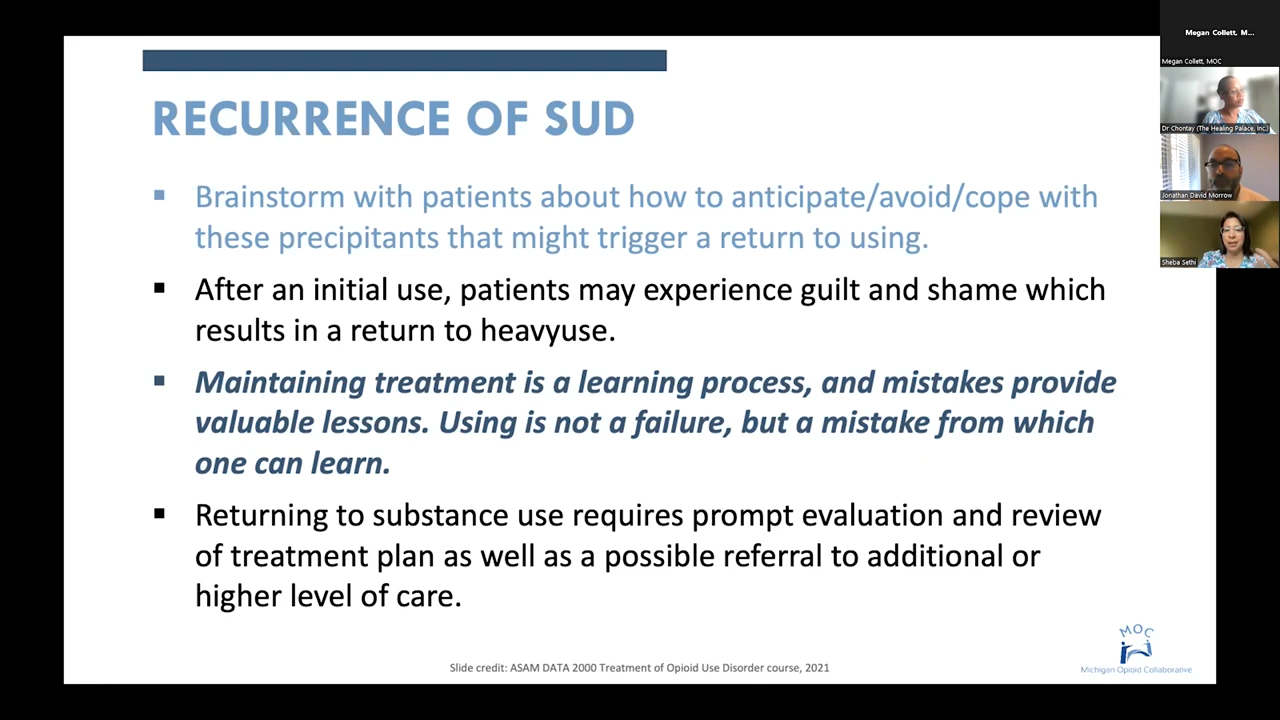 RECURRENCE OF SUD
▪ Brainstorm with patients about how to anticipate/avoid/cope with
these precipitants that might trigger a return to using.
▪ After an initial use, patients may experience guilt and shame which
results in a return to heavyuse.
▪ Maintaining treatment is a learning process, and mistakes provide
valuable lessons. Using is not a failure, but a mistake from which
one can learn.
▪ Returning to substance use requires prompt evaluation and review
of treatment plan as well as a possible referral to additional or
higher level of care.
Slide credit: ASAM DATA 2000 Treatment of Opioid Use Disorder course, 2021
MOC
Michigan Opioid Collaborative
Megan Collett, M...
Megan Collett, MOC
Dr Chontay (The Healing Palace, Inc.)
Jonathan David Morrow
Sheba Sethi